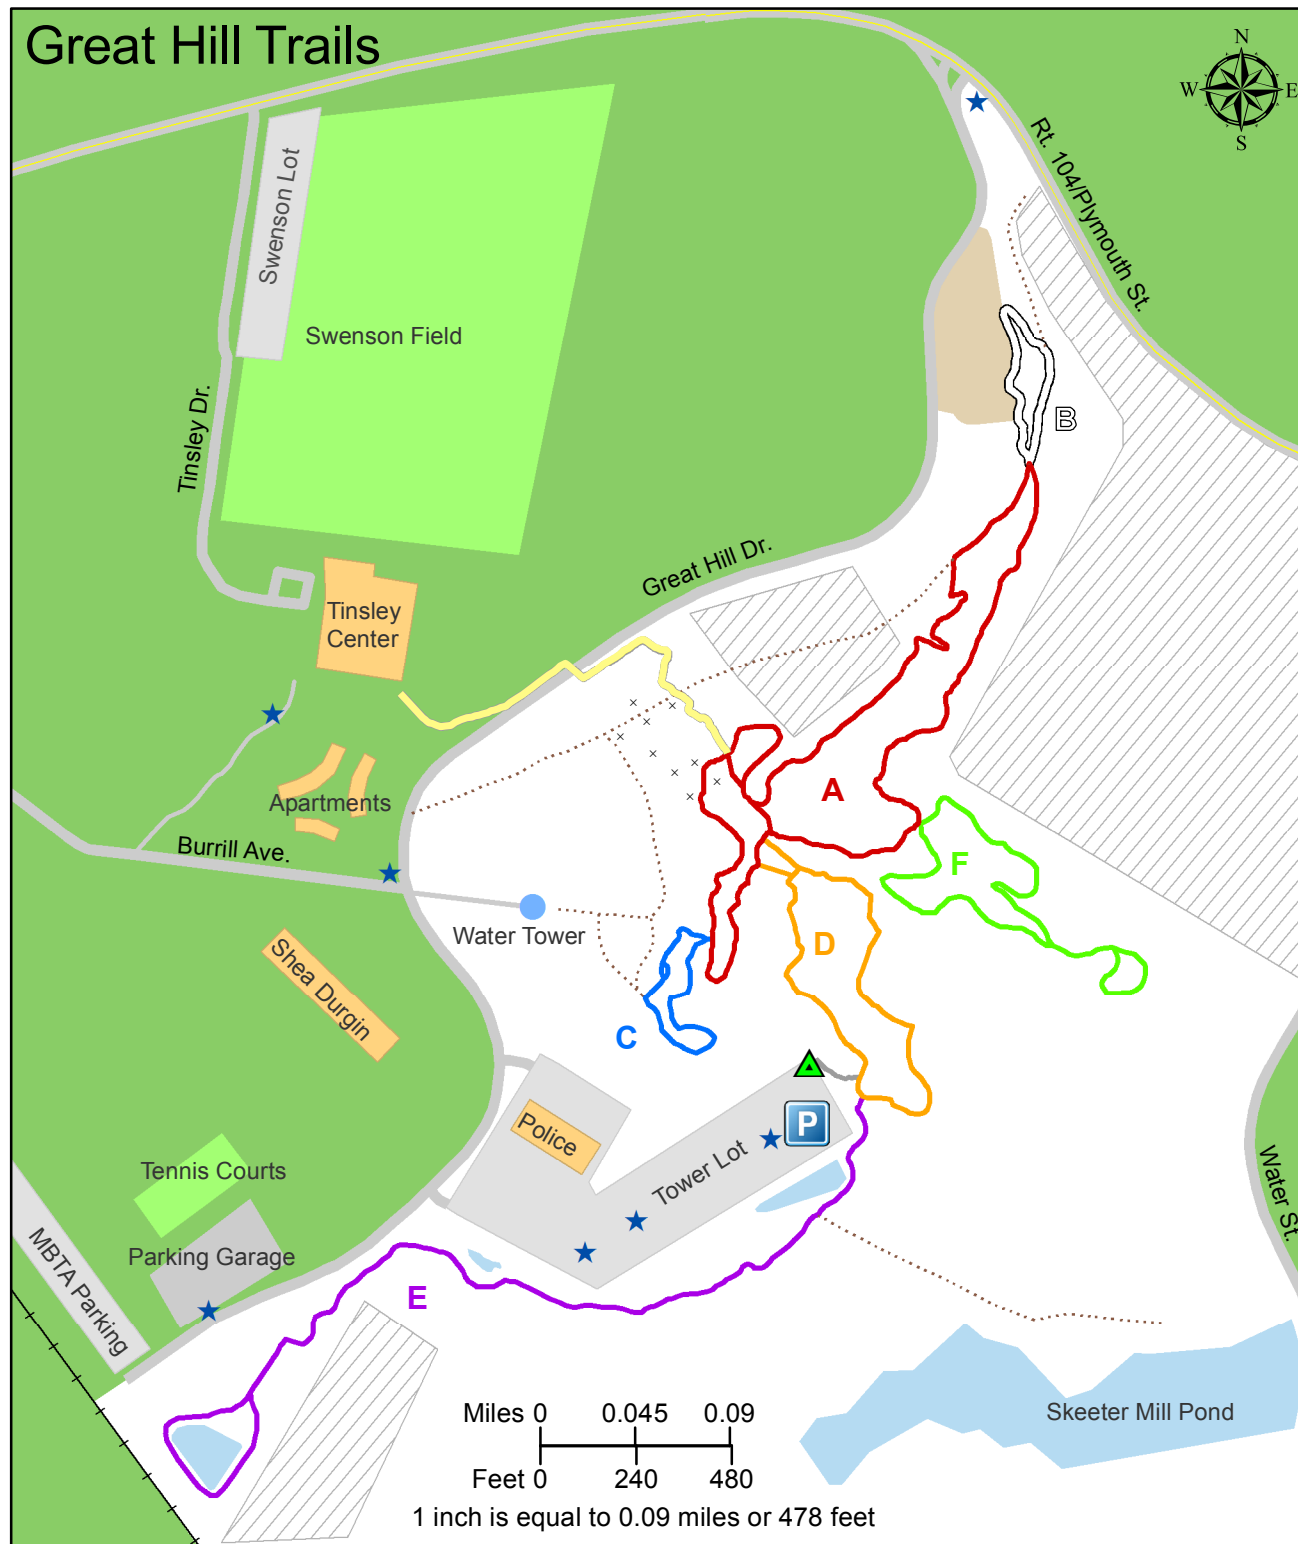 Great Hill Trails
N
W E
S
Rt. 104/Plymouth St.
Swenson Lot
Swenson Field
Tinsley Dr.
B
Great Hill Dr.
Tinsley
Center
A
Apartments
Burrill Ave.
F
Water Tower
D
Shea Durgin
C
P
Police
Tower Lot
Tennis Courts
Water St.
Parking Garage
MBTA Parking
E
Miles 0 0.045 0.09
Feet 0 240 480
1 inch is equal to 0.09 miles or 478 feet
Skeeter Mill Pond